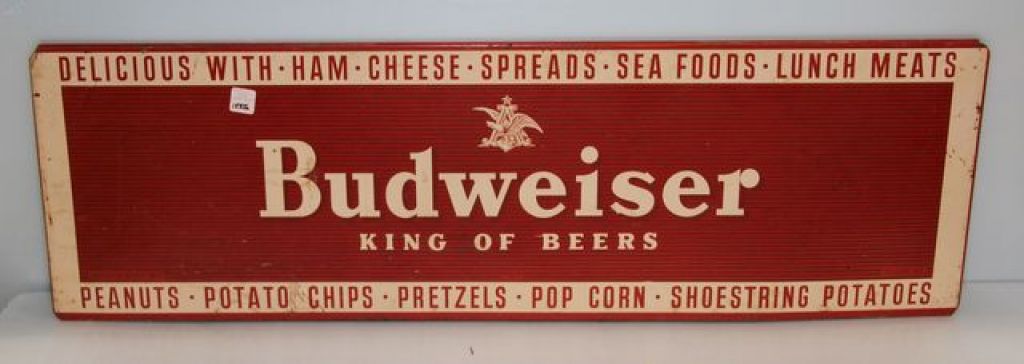 DELICIOUS WITH · HAM · CHEESE · SPREADS · SEA FOODS · LUNCH MEATS
Budweiser
KING OF BEERS
PEANUTS · POTATO CHIPS · PRETZELS · POP CORN · SHOESTRING POTATOES